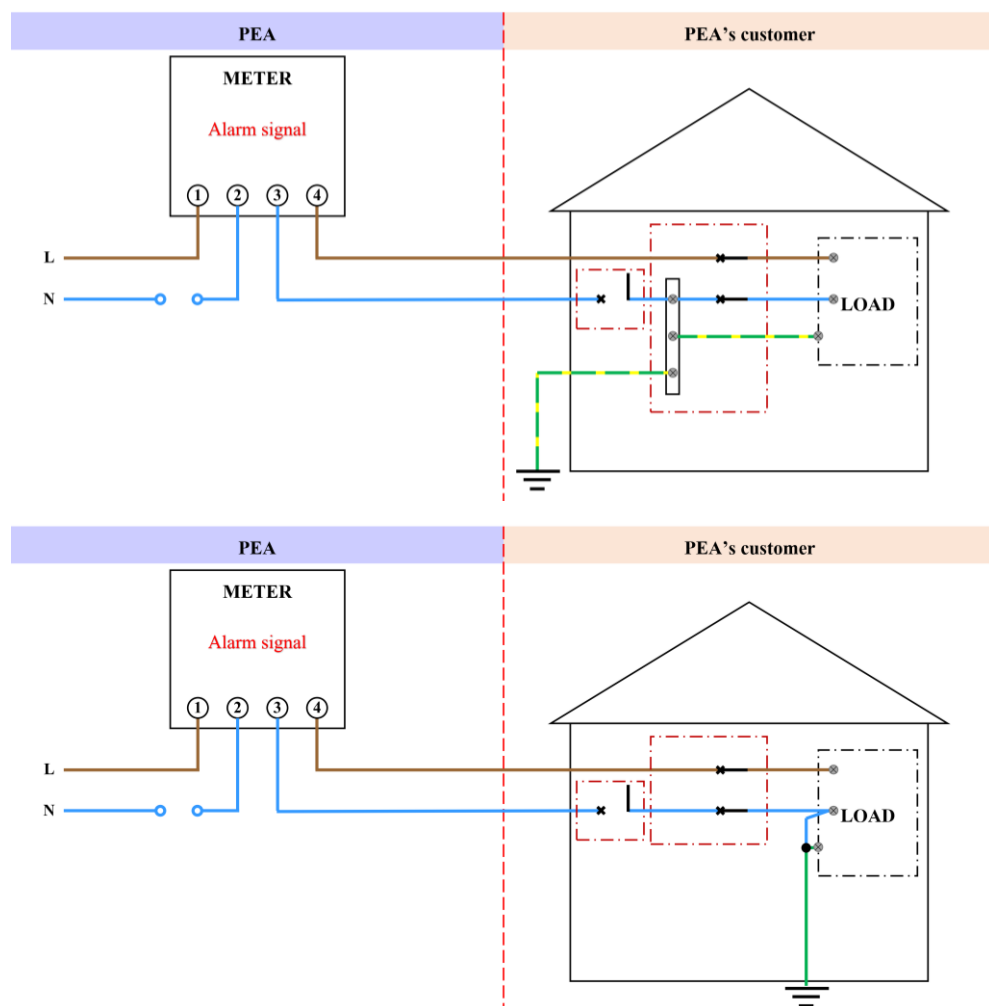 PEA PEA’s customer
METER
Alarm signal
1 2 3 4
L
N
LOAD
PEA PEA’s customer
METER
Alarm signal
1 2 3 4
L
N
LOAD